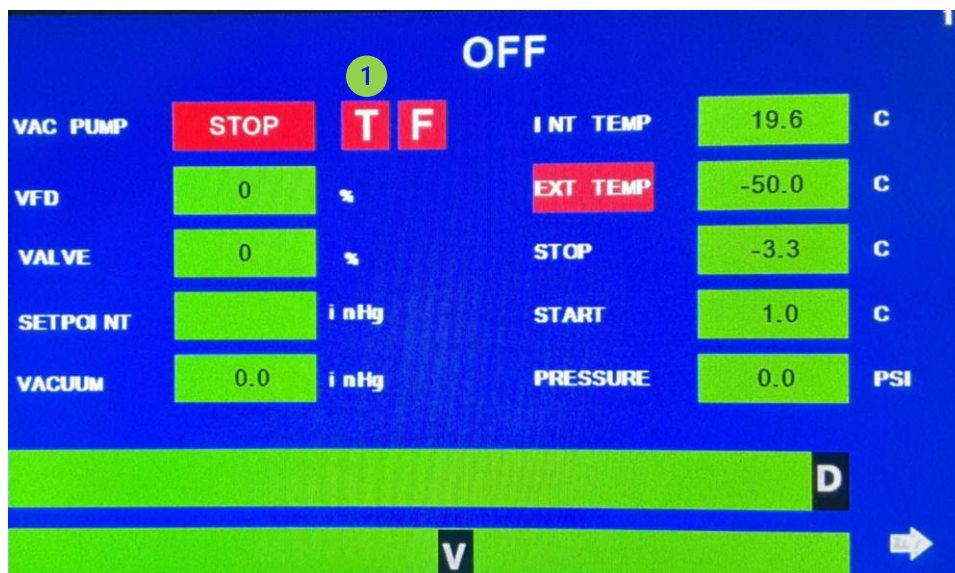 1
OFF
1
VAC PUMP STOP T F INT TEMP 19.6 C
VFD 0 % EXT TEMP -50.0 C
VALVE 0 % STOP -3.3 C
SETPOINT inHg START 1.0 C
VACUUM 0.0 inHg PRESSURE 0.0 PSI
D
V